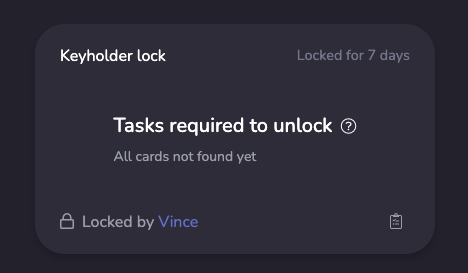 Keyholder lock
Locked for 7 days
Tasks required to unlock ?
All cards not found yet
Locked by Vince